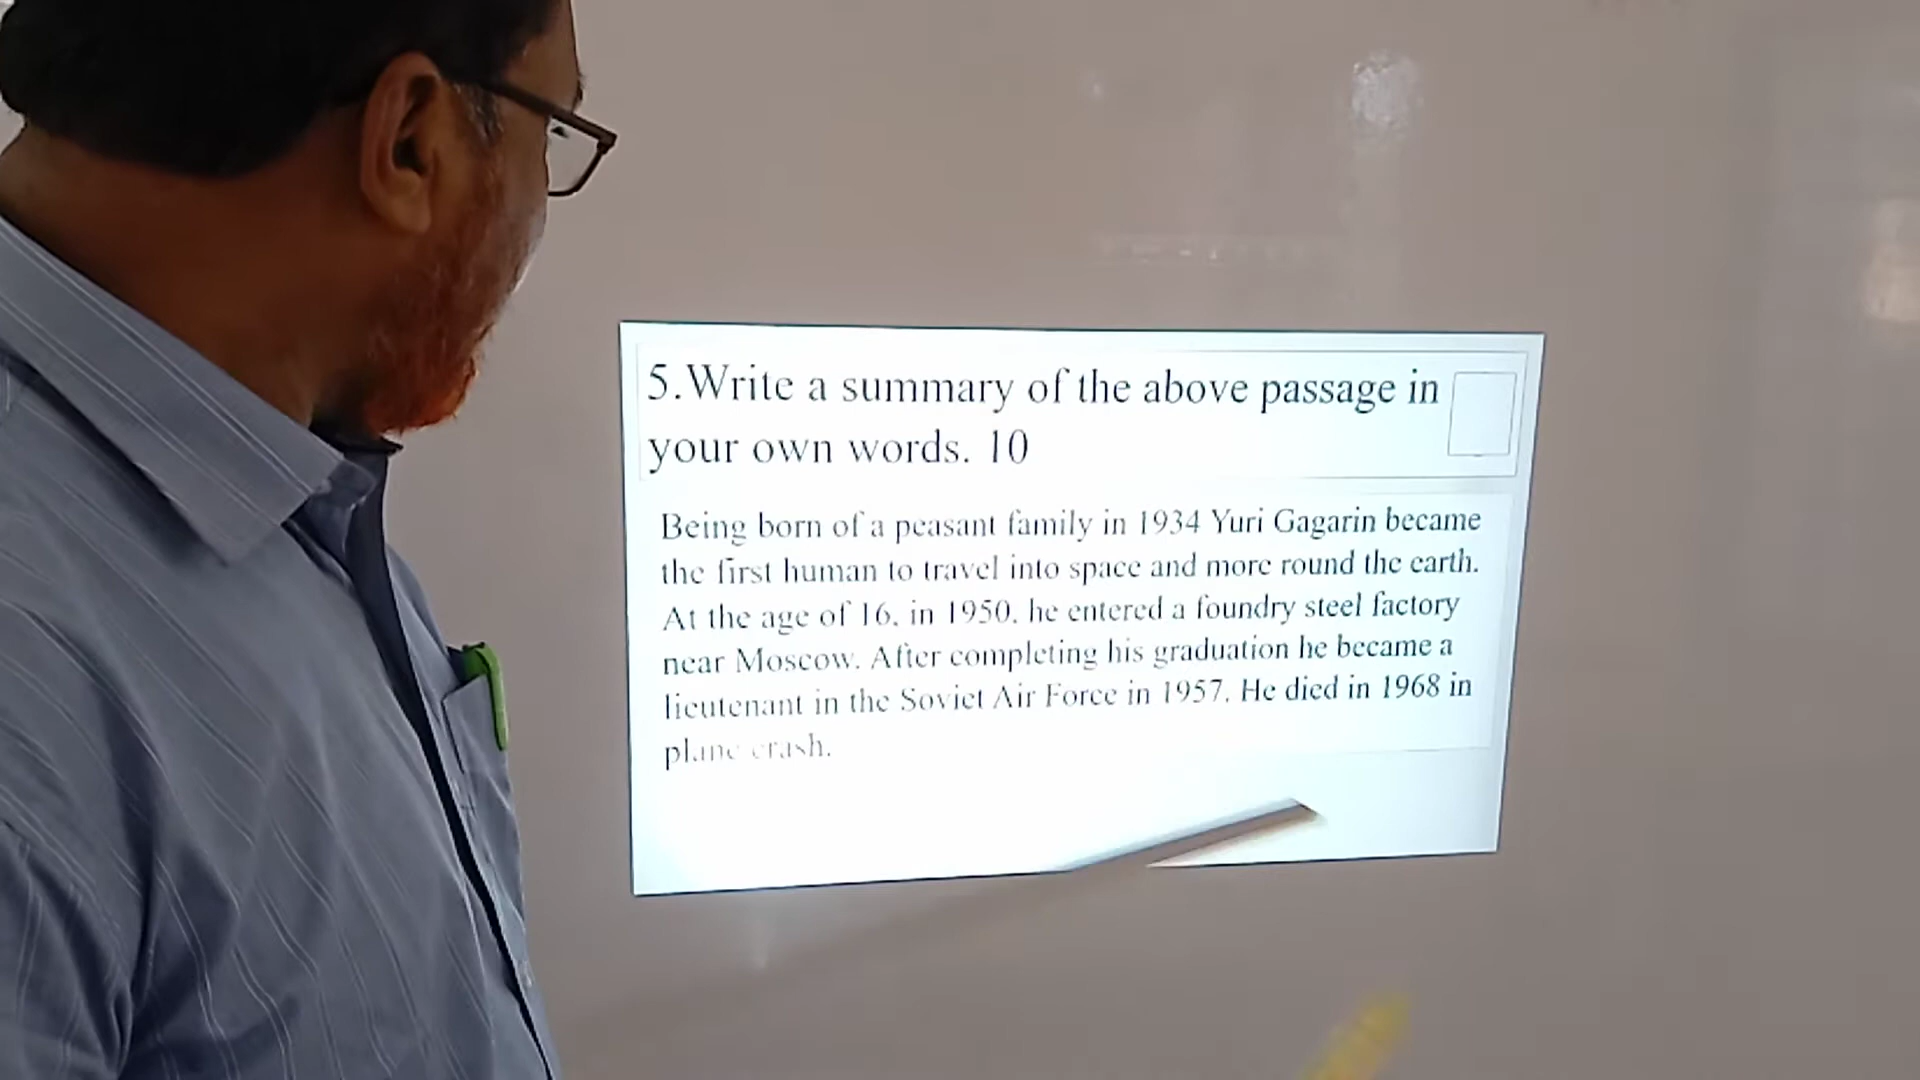 5.Write a summary of the above passage in
your own words. 10
Being born of a peasant family in 1934 Yuri Gagarin became
the first human to travel into space and more round the earth.
At the age of 16, in 1950, he entered a foundry steel factory
near Moscow. After completing his graduation he became a
lieutenant in the Soviet Air Force in 1957. He died in 1968 in
plane crash.